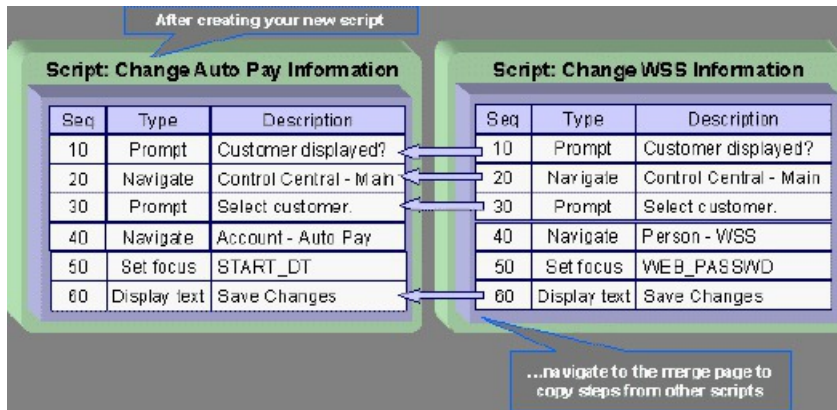 After creating your new script
Script: Change Auto Pay Information
Seq Type Description
10 Prompt Customer displayed?
20 Navigate Control Central - Main
30 Prompt Select customer.
40 Navigate Account - Auto Pay
50 Set focus START_DT
60 Display text Save Changes
Script: Change WSS Information
Seq Type Description
10 Prompt Customer displayed?
20 Navigate Control Central - Main
30 Prompt Select customer.
40 Navigate Person - WSS
50 Set focus WEB_PASSWD
60 Display text Save Changes
...navigate to the merge page to
copy steps from other scripts